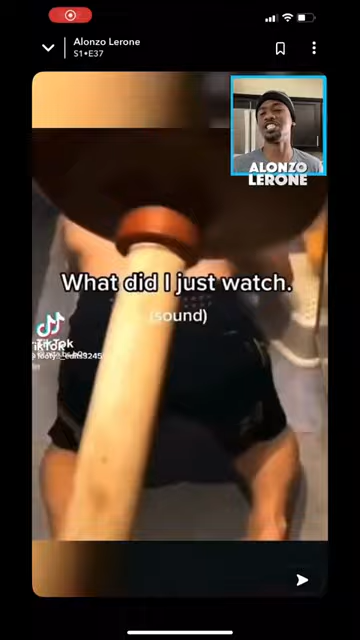 Alonzo Lerone
S1•E37
ALONZO
LERONE
What did I just watch.
(sound)
TikTok